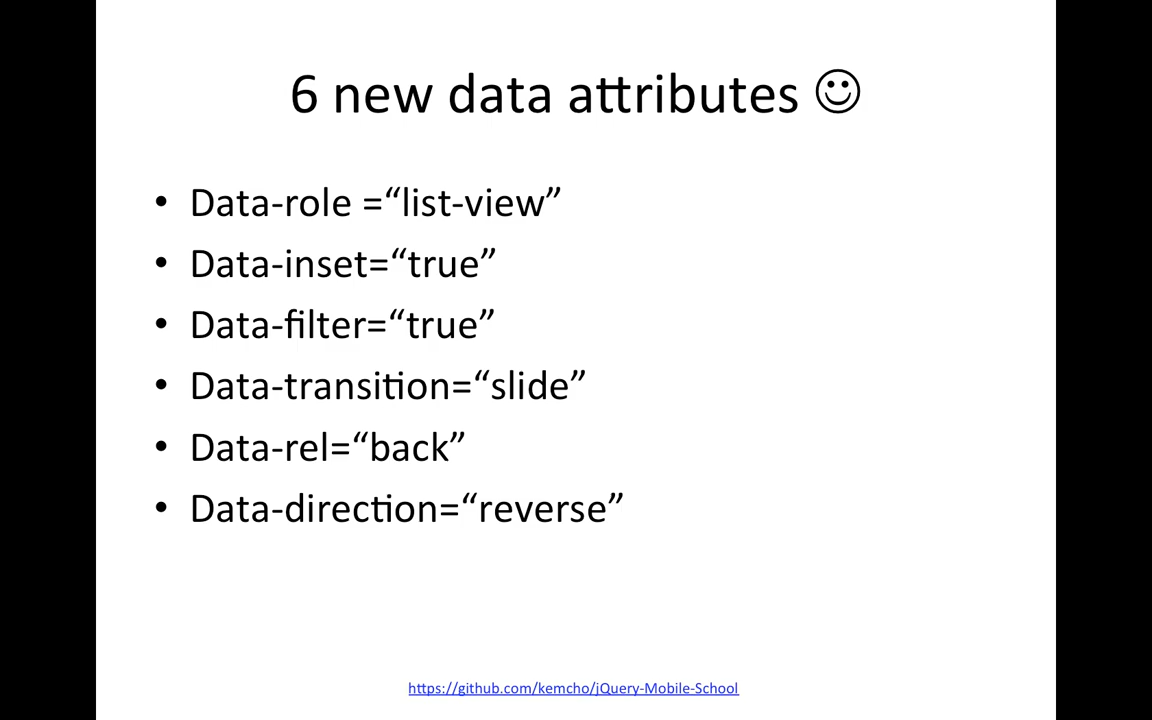 6 new data attributes ☺
• Data-role =“list-view”
• Data-inset=“true”
• Data-filter=“true”
• Data-transition=“slide”
• Data-rel=“back”
• Data-direction=“reverse”
https://github.com/kemcho/jQuery-Mobile-School